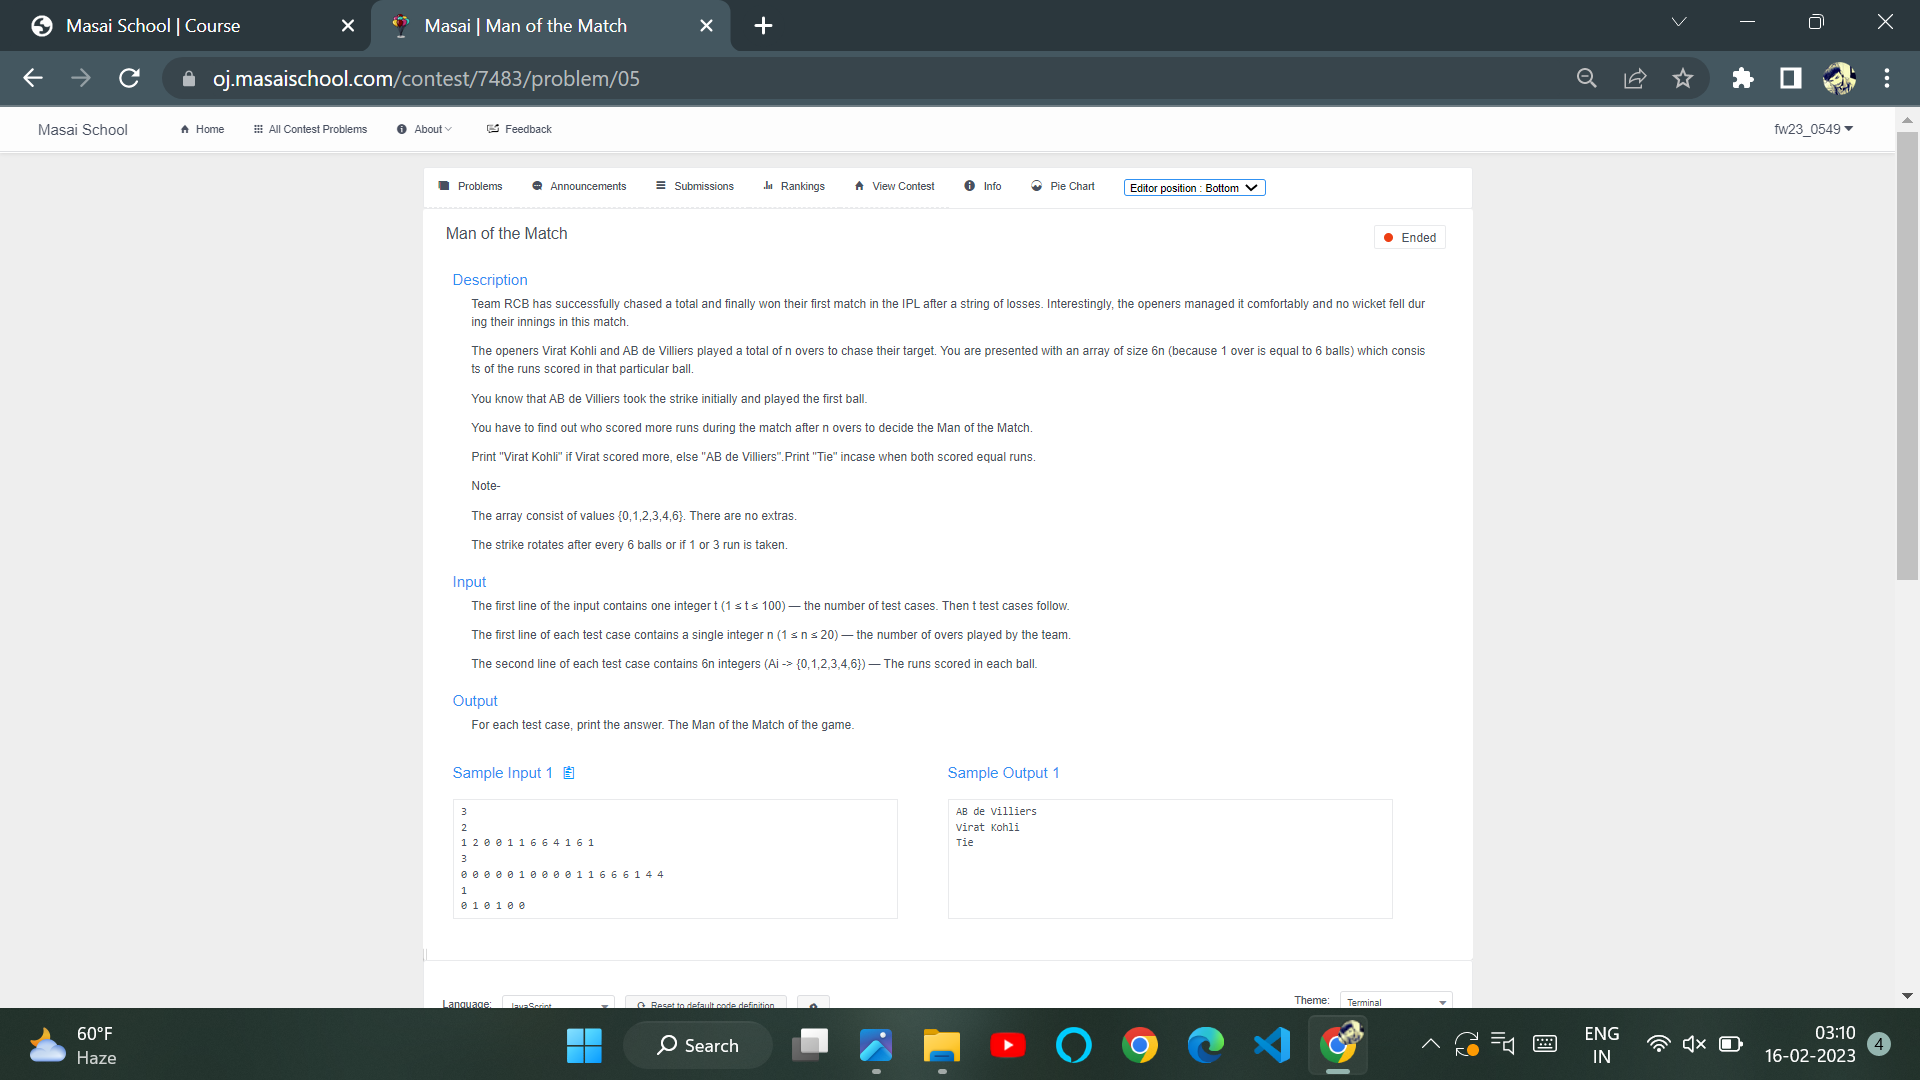 Masai School | Course
Masai | Man of the Match
oj.masaischool.com/contest/7483/problem/05
Masai School
Home
All Contest Problems
About
Feedback
fw23_0549
Problems
Announcements
Submissions
Rankings
View Contest
Info
Pie Chart
Editor position : Bottom
Man of the Match
Ended
Description
Team RCB has successfully chased a total and finally won their first match in the IPL after a string of losses. Interestingly, the openers managed it comfortably and no wicket fell dur
ing their innings in this match.
The openers Virat Kohli and AB de Villiers played a total of n overs to chase their target. You are presented with an array of size 6n (because 1 over is equal to 6 balls) which consis
ts of the runs scored in that particular ball.
You know that AB de Villiers took the strike initially and played the first ball.
You have to find out who scored more runs during the match after n overs to decide the Man of the Match.
Print "Virat Kohli" if Virat scored more, else "AB de Villiers".Print "Tie" incase when both scored equal runs.
Note-
The array consist of values {0,1,2,3,4,6}. There are no extras.
The strike rotates after every 6 balls or if 1 or 3 run is taken.
Input
The first line of the input contains one integer t (1 ≤ t ≤ 100) — the number of test cases. Then t test cases follow.
The first line of each test case contains a single integer n (1 ≤ n ≤ 20) — the number of overs played by the team.
The second line of each test case contains 6n integers (Ai -> {0,1,2,3,4,6}) — The runs scored in each ball.
Output
For each test case, print the answer. The Man of the Match of the game.
Sample Input 1
3
2
1 2 0 0 1 1 6 6 4 1 6 1
3
0 0 0 0 0 1 0 0 0 0 1 1 6 6 6 1 4 4
1
0 1 0 1 0 0
Sample Output 1
AB de Villiers
Virat Kohli
Tie
Language:
JavaScript
Reset to default code definition
Theme:
Terminal
60°F
Haze
Search
ENG
IN
03:10
16-02-2023
4